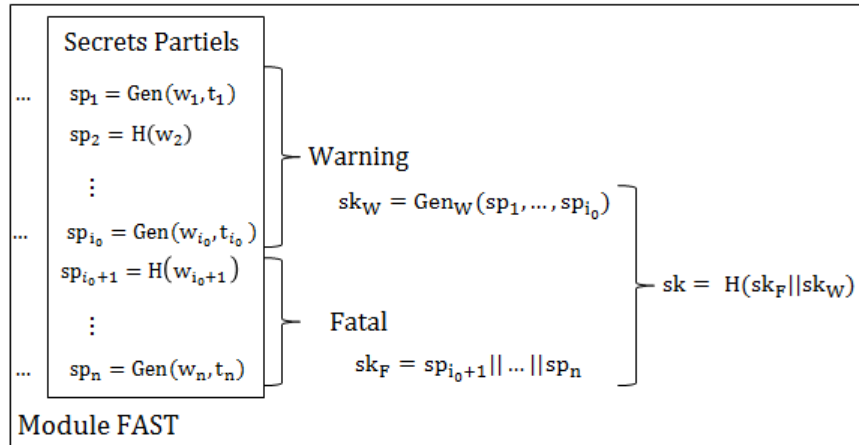 Secrets Partiels
... sp₁ = Gen(w₁,t₁)
sp₂ = H(w₂)
⋮
... sp_{i₀} = Gen(w_{i₀},t_{i₀})
sp_{i₀+1} = H(w_{i₀+1})
⋮
... sp_n = Gen(w_n,t_n)
Warning
sk_W = Gen_W(sp₁,...,sp_{i₀})
Fatal
sk_F = sp_{i₀+1}||...||sp_n
sk = H(sk_F||sk_W)
Module FAST